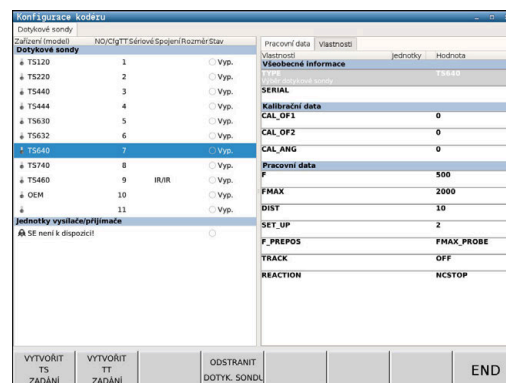 Konfigurace koderu
Dotykové sondy
Zařízení (model) NO/CfgTT Sériové Spojení Rozměr Stav
Dotykové sondy
TS120 1 Vyp.
TS220 2 Vyp.
TS440 3 Vyp.
TS444 4 Vyp.
TS630 5 Vyp.
TS632 6 Vyp.
TS640 7 Vyp.
TS740 8 Vyp.
TS460 9 IR/IR Vyp.
OEM 10 Vyp.
11 Vyp.
Jednotky vysílače/přijímače
SE není k dispozici!
Pracovní data Vlastnosti
Vlastnosti Jednotky Hodnota
Všeobecné informace
TYPE TS640
Výběr dotykové sondy
SERIAL
Kalibrační data
CAL_OF1 0
CAL_OF2 0
CAL_ANG 0
Pracovní data
F 500
FMAX 2000
DIST 10
SET_UP 2
F_PREPOS FMAX_PROBE
TRACK OFF
REACTION NCSTOP
VYTVOŘIT TS ZADÁNÍ
VYTVOŘIT TT ZADÁNÍ
ODSTRANIT DOTYK. SONDU
END